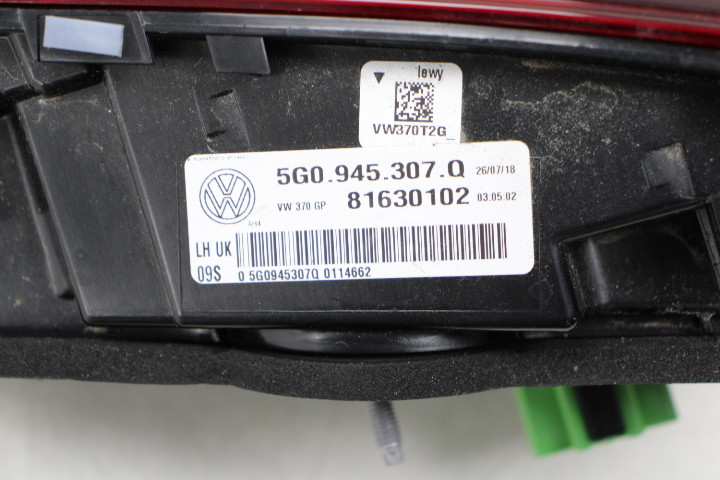 lewy
VW370T2G
5G0.945.307.Q 26/07/18
VW 370 GP 81630102 03:05:02
LH UK
09S 0 5G0945307Q 0114662